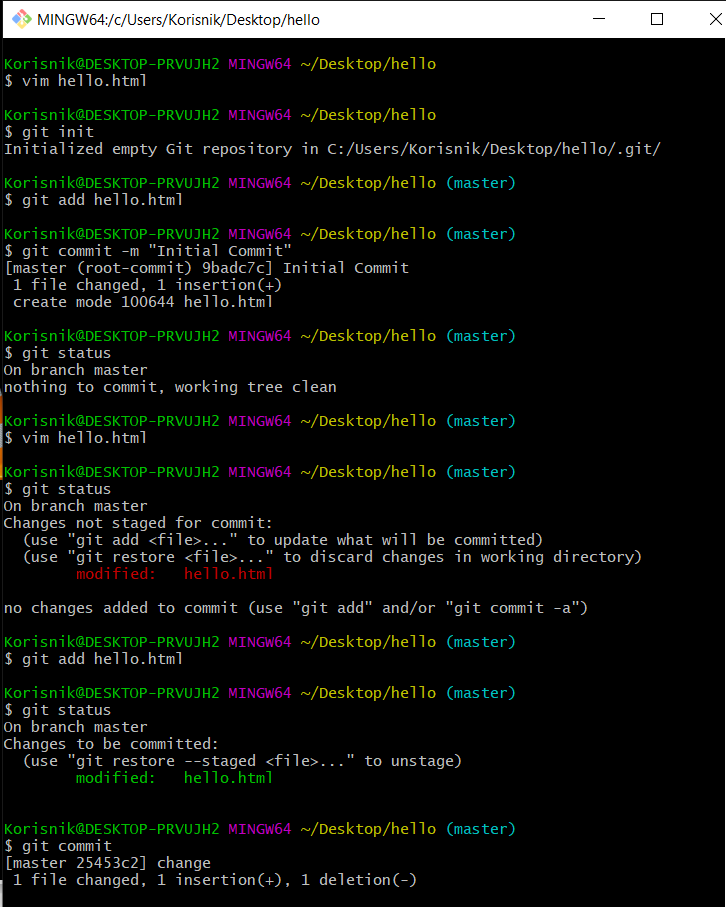 MINGW64:/c/Users/Korisnik/Desktop/hello
Korisnik@DESKTOP-PRVUJH2 MINGW64 ~/Desktop/hello
$ vim hello.html
Korisnik@DESKTOP-PRVUJH2 MINGW64 ~/Desktop/hello
$ git init
Initialized empty Git repository in C:/Users/Korisnik/Desktop/hello/.git/
Korisnik@DESKTOP-PRVUJH2 MINGW64 ~/Desktop/hello (master)
$ git add hello.html
Korisnik@DESKTOP-PRVUJH2 MINGW64 ~/Desktop/hello (master)
$ git commit -m "Initial Commit"
[master (root-commit) 9badc7c] Initial Commit
 1 file changed, 1 insertion(+)
 create mode 100644 hello.html
Korisnik@DESKTOP-PRVUJH2 MINGW64 ~/Desktop/hello (master)
$ git status
On branch master
nothing to commit, working tree clean
Korisnik@DESKTOP-PRVUJH2 MINGW64 ~/Desktop/hello (master)
$ vim hello.html
Korisnik@DESKTOP-PRVUJH2 MINGW64 ~/Desktop/hello (master)
$ git status
On branch master
Changes not staged for commit:
  (use "git add <file>..." to update what will be committed)
  (use "git restore <file>..." to discard changes in working directory)
        modified:   hello.html
no changes added to commit (use "git add" and/or "git commit -a")
Korisnik@DESKTOP-PRVUJH2 MINGW64 ~/Desktop/hello (master)
$ git add hello.html
Korisnik@DESKTOP-PRVUJH2 MINGW64 ~/Desktop/hello (master)
$ git status
On branch master
Changes to be committed:
  (use "git restore --staged <file>..." to unstage)
        modified:   hello.html
Korisnik@DESKTOP-PRVUJH2 MINGW64 ~/Desktop/hello (master)
$ git commit
[master 25453c2] change
 1 file changed, 1 insertion(+), 1 deletion(-)